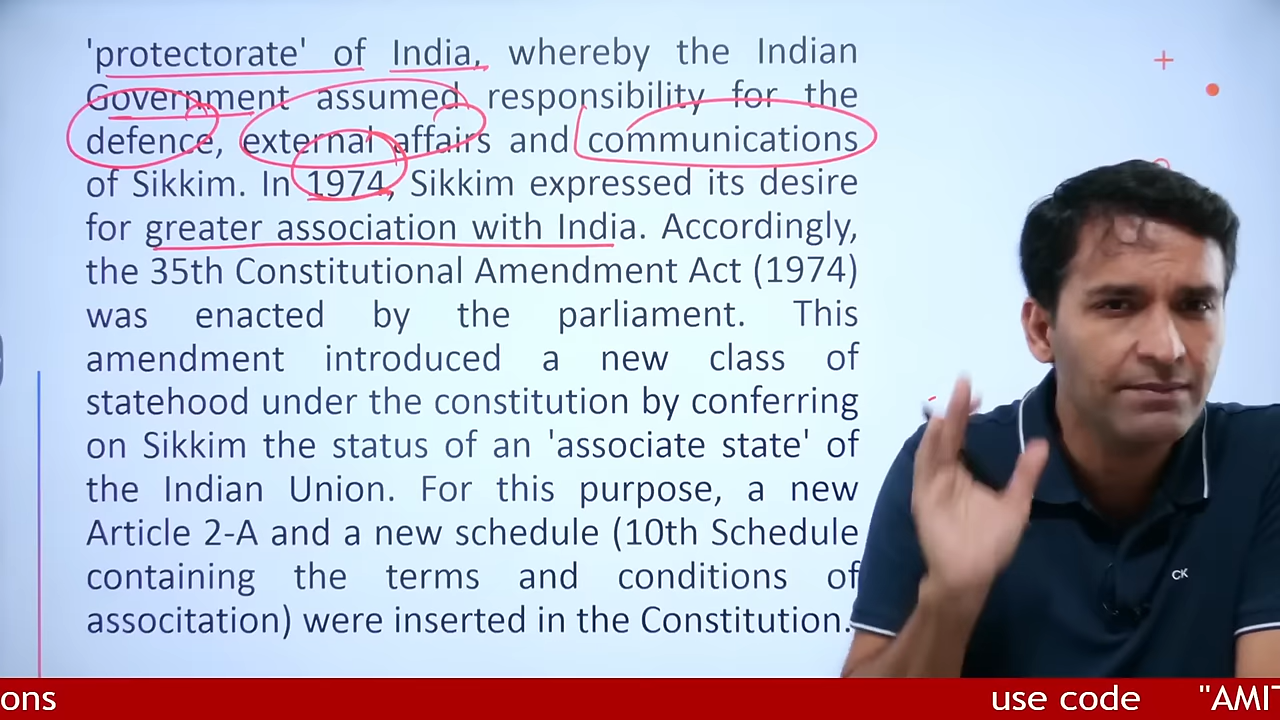 'protectorate' of India, whereby the Indian
Government assumed responsibility for the
defence, external affairs and communications
of Sikkim. In 1974, Sikkim expressed its desire
for greater association with India. Accordingly,
the 35th Constitutional Amendment Act (1974)
was enacted by the parliament. This
amendment introduced a new class of
statehood under the constitution by conferring
on Sikkim the status of an 'associate state' of
the Indian Union. For this purpose, a new
Article 2-A and a new schedule (10th Schedule
containing the terms and conditions of
associtation) were inserted in the Constitution.
CK
ons use code "AMIT